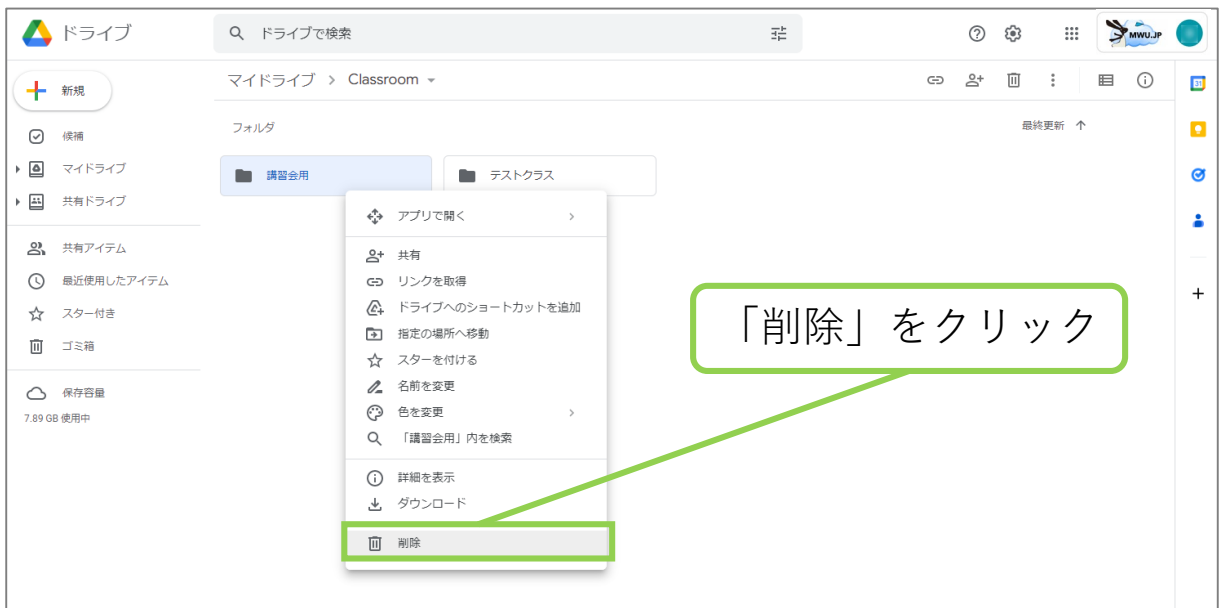 ドライブ
ドライブで検索
MWU.JP
新規
マイドライブ > Classroom
31
候補
マイドライブ
共有ドライブ
共有アイテム
最近使用したアイテム
スター付き
ゴミ箱
保存容量
7.89 GB 使用中
フォルダ
最終更新
講習会用
テストクラス
アプリで開く
共有
リンクを取得
ドライブへのショートカットを追加
指定の場所へ移動
スターを付ける
名前を変更
色を変更
「講習会用」内を検索
詳細を表示
ダウンロード
削除
「削除」をクリック